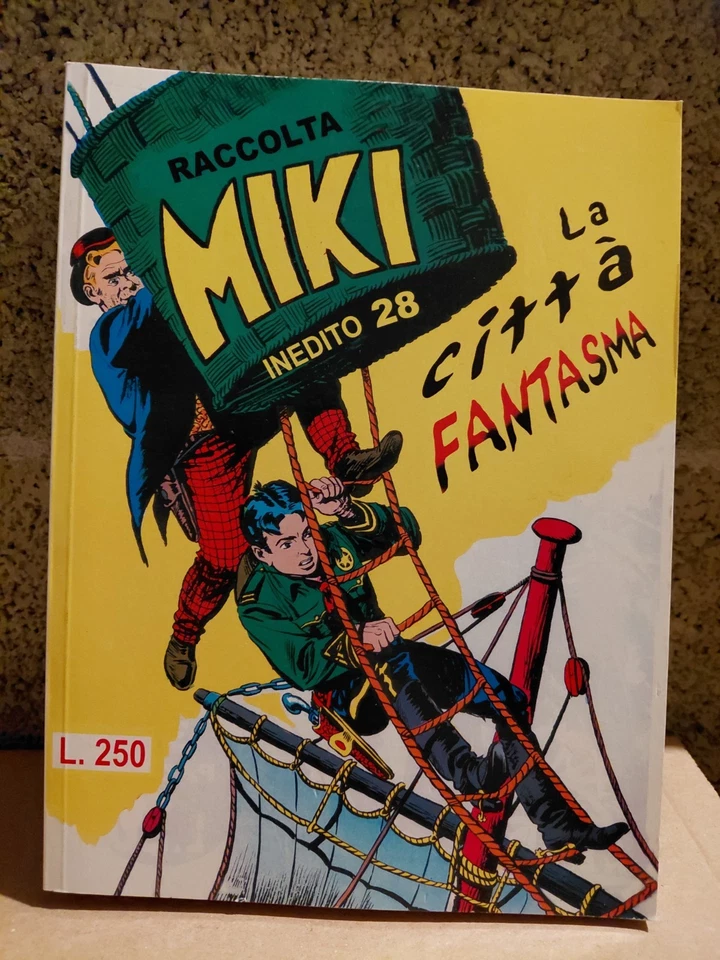 RACCOLTA
MIKI
INEDITO 28
La
città
FANTASMA
L. 250